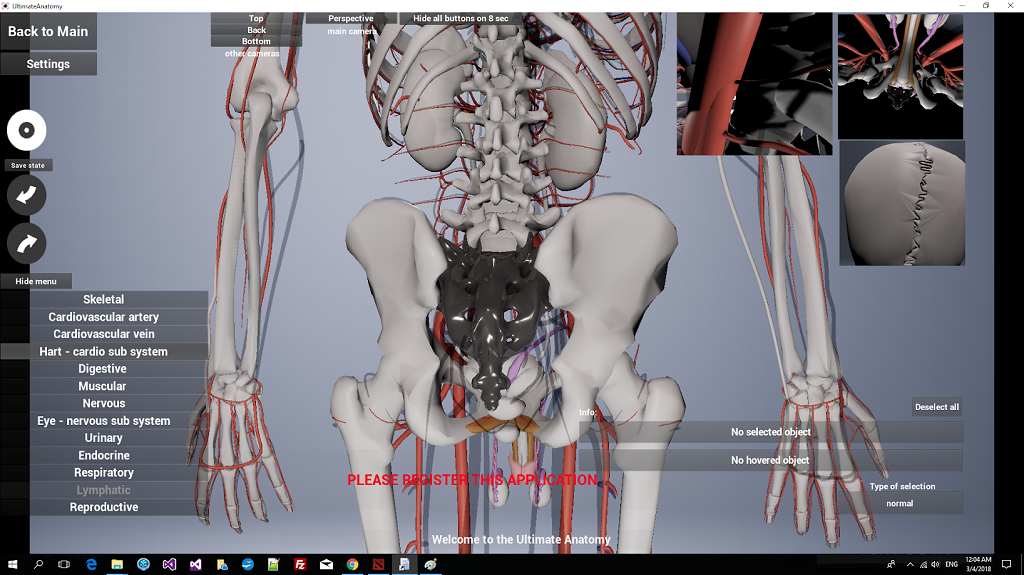 UltimateAnatomy
Back to Main
Settings
Top
Back
Bottom
other cameras
Perspective
main camera
Hide all buttons on 8 sec
Save state
Hide menu
Skeletal
Cardiovascular artery
Cardiovascular vein
Hart - cardio sub system
Digestive
Muscular
Nervous
Eye - nervous sub system
Urinary
Endocrine
Respiratory
Lymphatic
Reproductive
Info:
Deselect all
No selected object
No hovered object
Type of selection
normal
PLEASE REGISTER THIS APPLICATION
Welcome to the Ultimate Anatomy
ENG
12:04 AM
3/4/2018